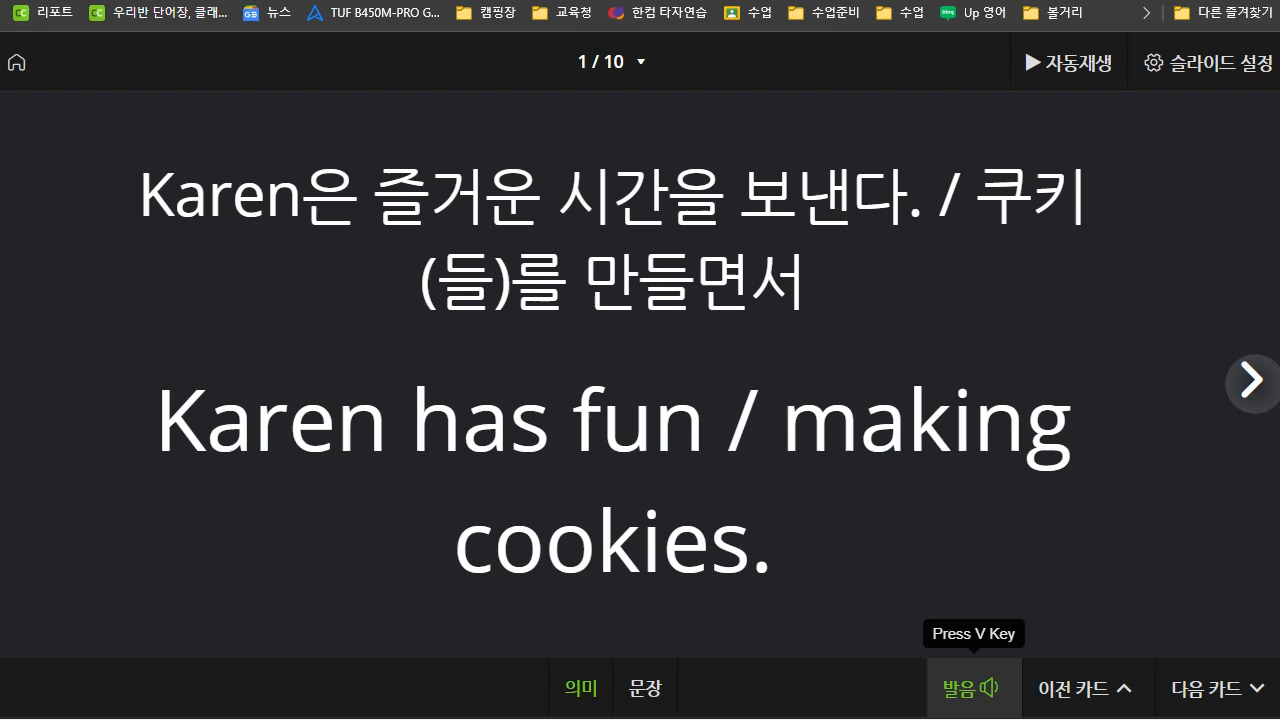 리포트 우리반 단어장, 클래... 뉴스 TUF B450M-PRO G... 캠핑장 교육청 한컴 타자연습 수업 수업준비 수업 Up 영어 볼거리 다른 즐겨찾기
1 / 10 자동재생 슬라이드 설정
Karen은 즐거운 시간을 보낸다. / 쿠키
(들)를 만들면서
Karen has fun / making
cookies.
Press V Key
의미 문장 발음 이전 카드 다음 카드